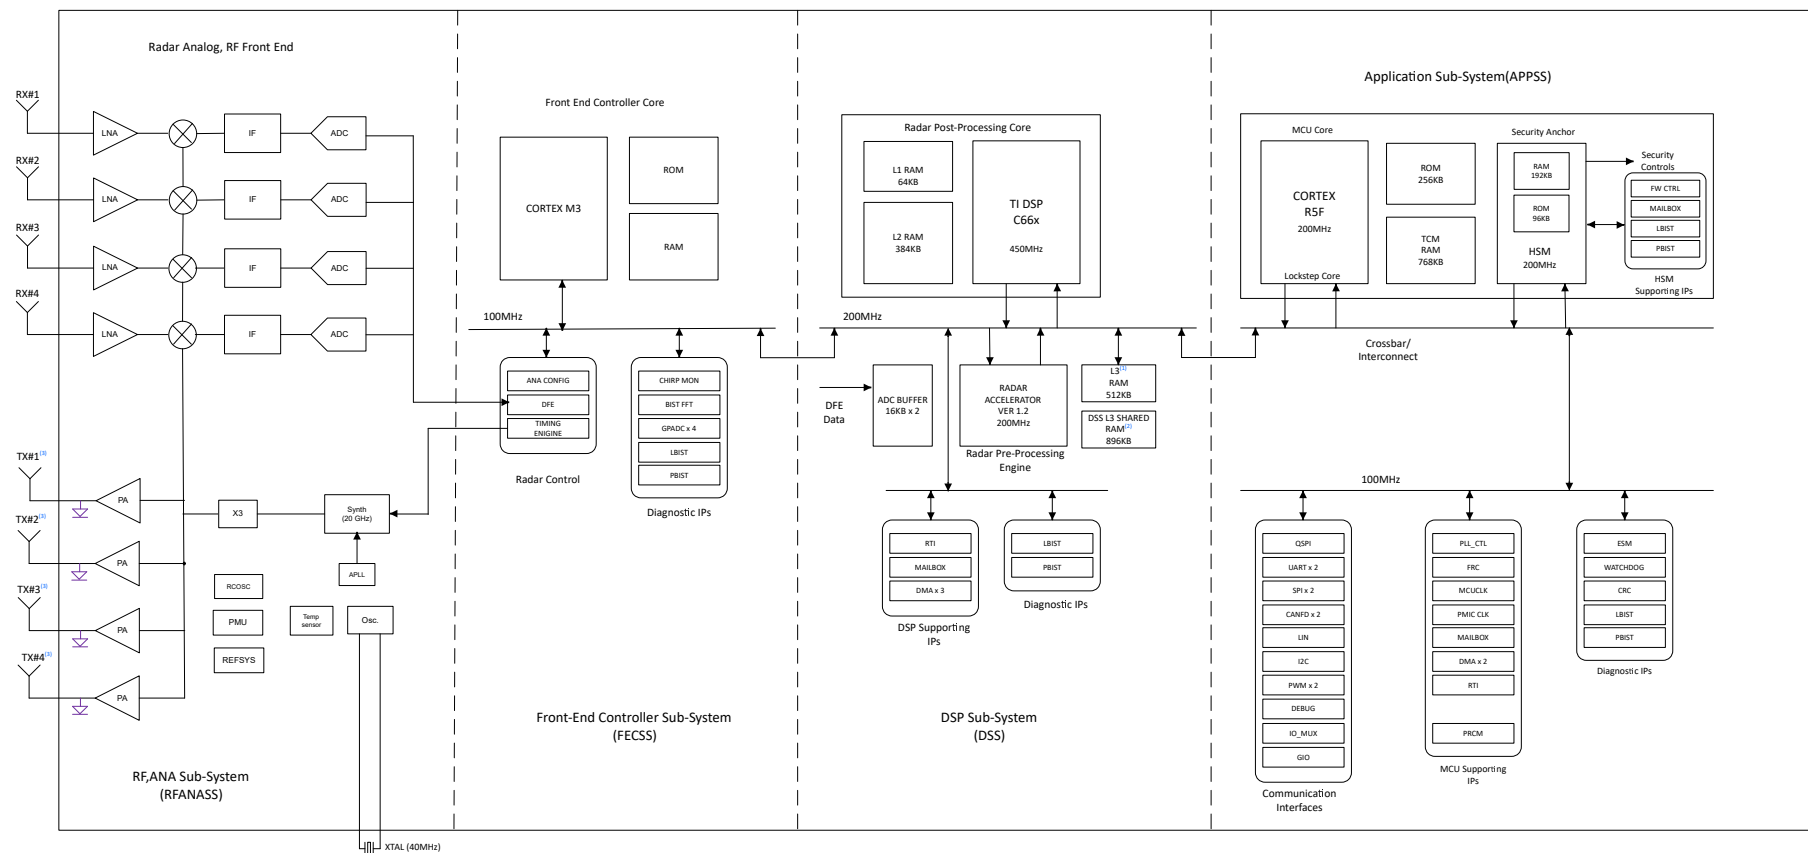 Radar Analog, RF Front End
RX#1
LNA
IF
ADC
RX#2
LNA
IF
ADC
RX#3
LNA
IF
ADC
RX#4
LNA
IF
ADC
TX#1(3)
PA
TX#2(3)
PA
TX#3(3)
PA
TX#4(3)
PA
X3
Synth
(20 GHz)
APLL
RCOSC
PMU
REFSYS
Temp
sensor
Osc.
XTAL (40MHz)
RF,ANA Sub-System
(RFANASS)
Front End Controller Core
CORTEX M3
ROM
RAM
100MHz
ANA CONFIG
DFE
TIMING
ENIGINE
Radar Control
CHIRP MON
BIST FFT
GPADC x 4
LBIST
PBIST
Diagnostic IPs
Front-End Controller Sub-System
(FECSS)
Radar Post-Processing Core
L1 RAM
64KB
L2 RAM
384KB
TI DSP
C66x
450MHz
200MHz
DFE
Data
ADC BUFFER
16KB x 2
RADAR
ACCELERATOR
VER 1.2
200MHz
Radar Pre-Processing
Engine
L3(1)
RAM
512KB
DSS L3 SHARED
RAM(2)
896KB
RTI
MAILBOX
DMA x 3
DSP Supporting
IPs
LBIST
PBIST
Diagnostic IPs
DSP Sub-System
(DSS)
Application Sub-System(APPSS)
MCU Core
CORTEX
R5F
200MHz
Lockstep Core
ROM
256KB
TCM
RAM
768KB
Security Anchor
RAM
192KB
ROM
96KB
HSM
200MHz
Security
Controls
FW CTRL
MAILBOX
LBIST
PBIST
HSM
Supporting IPs
Crossbar/
Interconnect
100MHz
QSPI
UART x 2
SPI x 2
CANFD x 2
LIN
I2C
PWM x 2
DEBUG
IO_MUX
GIO
Communication
Interfaces
PLL_CTL
FRC
MCUCLK
PMIC CLK
MAILBOX
DMA x 2
RTI
PRCM
MCU Supporting
IPs
ESM
WATCHDOG
CRC
LBIST
PBIST
Diagnostic IPs